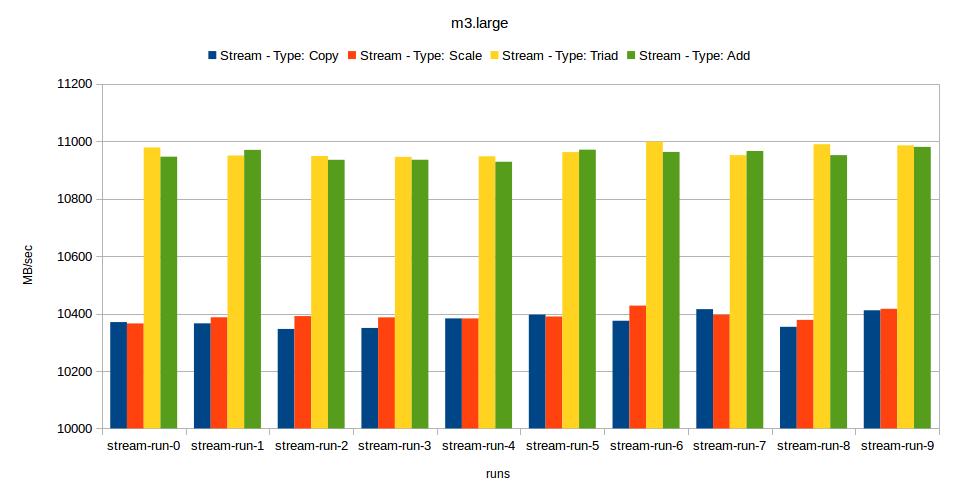 m3.large
Stream - Type: Copy Stream - Type: Scale Stream - Type: Triad Stream - Type: Add
11200
11000
10800
10600
10400
10200
10000
MB/sec
stream-run-0 stream-run-1 stream-run-2 stream-run-3 stream-run-4 stream-run-5 stream-run-6 stream-run-7 stream-run-8 stream-run-9
runs